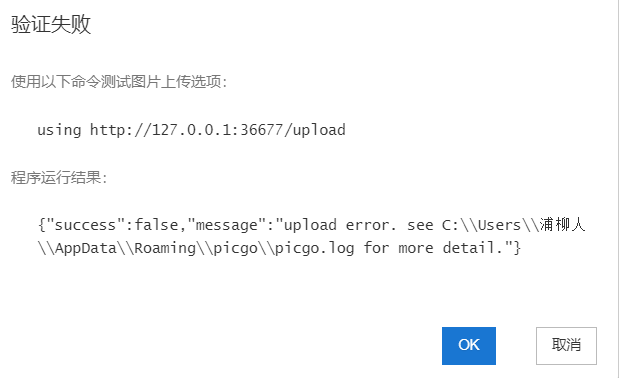 验证失败
使用以下命令测试图片上传选项:
using http://127.0.0.1:36677/upload
程序运行结果:
{"success":false,"message":"upload error. see C:\\Users\\浦柳人
\\AppData\\Roaming\\picgo\\picgo.log for more detail."}
OK
取消